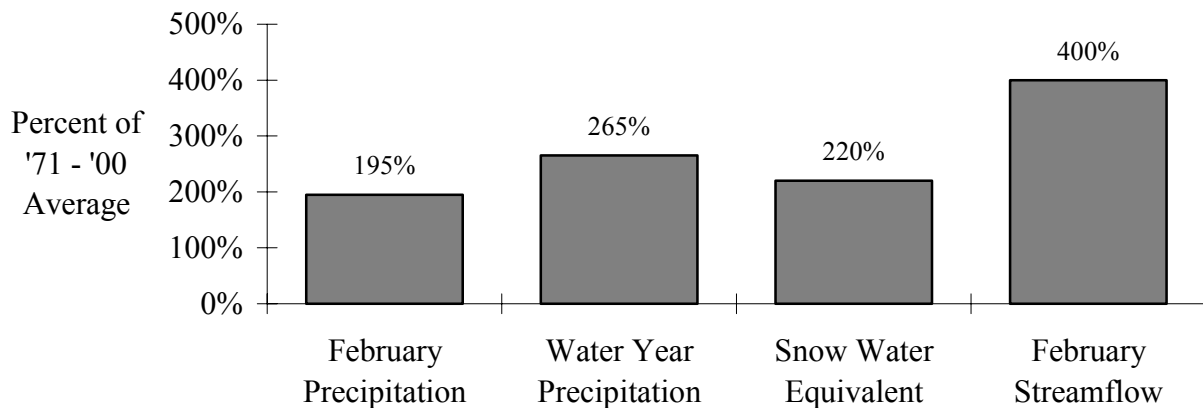 500%
400%
300%
200%
100%
0%
Percent of
'71 - '00
Average
195%
265%
220%
400%
February
Precipitation
Water Year
Precipitation
Snow Water
Equivalent
February
Streamflow